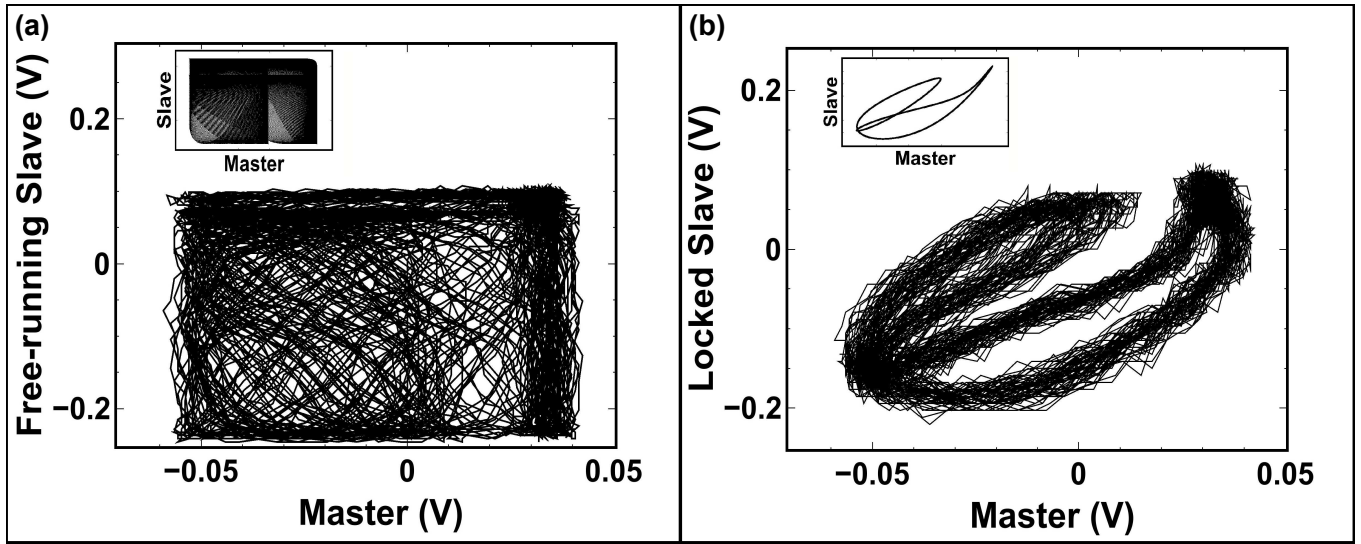 (a)
Free-running Slave (V)
0.2
0
−0.2
−0.05
0
0.05
Master (V)
Slave
Master
(b)
Locked Slave (V)
0.2
0
−0.2
−0.05
0
0.05
Master (V)
Slave
Master